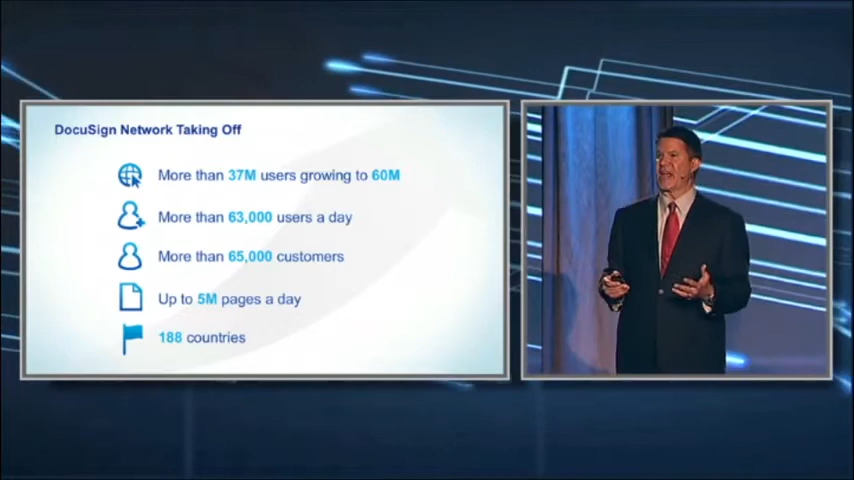 DocuSign Network Taking Off
More than 37M users growing to 60M
More than 63,000 users a day
More than 65,000 customers
Up to 5M pages a day
188 countries